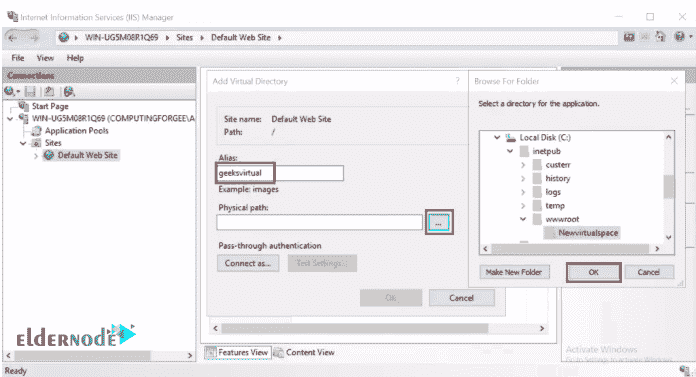 Internet Information Services (IIS) Manager
WIN-UG5M08R1Q69 Sites Default Web Site
File View Help
Connections
Start Page
WIN-UG5M08R1Q69 (COMPUTINGFORGEE\A
Application Pools
Sites
Default Web Site
Add Virtual Directory
? ×
Site name: Default Web Site
Path: /
Alias:
geeksvirtual
Example: images
Physical path:
...
Pass-through authentication
Connect as...
Test Settings...
OK
Cancel
Browse For Folder
Select a directory for the application.
Local Disk (C:)
inetpub
custerr
history
logs
temp
wwwroot
Newvirtualspace
Make New Folder
OK
Cancel
eldernode
Features View
Content View
Activate Windows
Go to Settings to activate Windows.
Ready